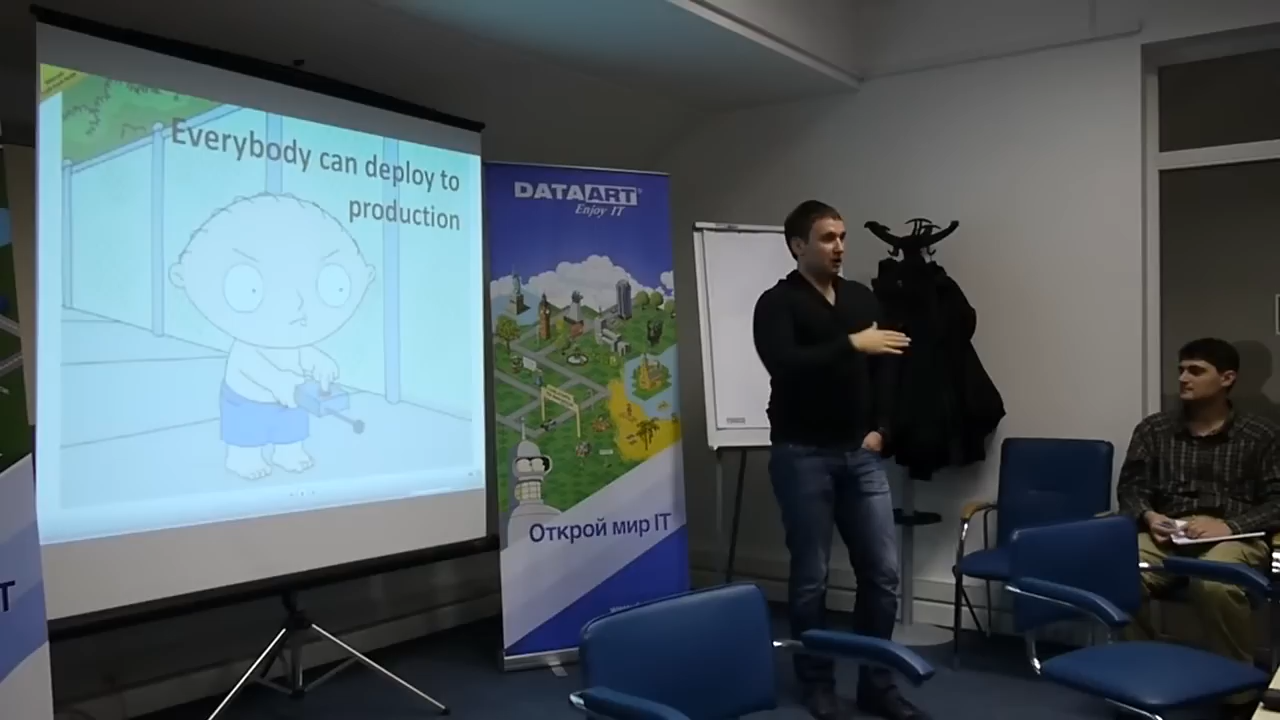 Everybody can deploy to
production
DATAART
Enjoy IT
Открой мир IT
T